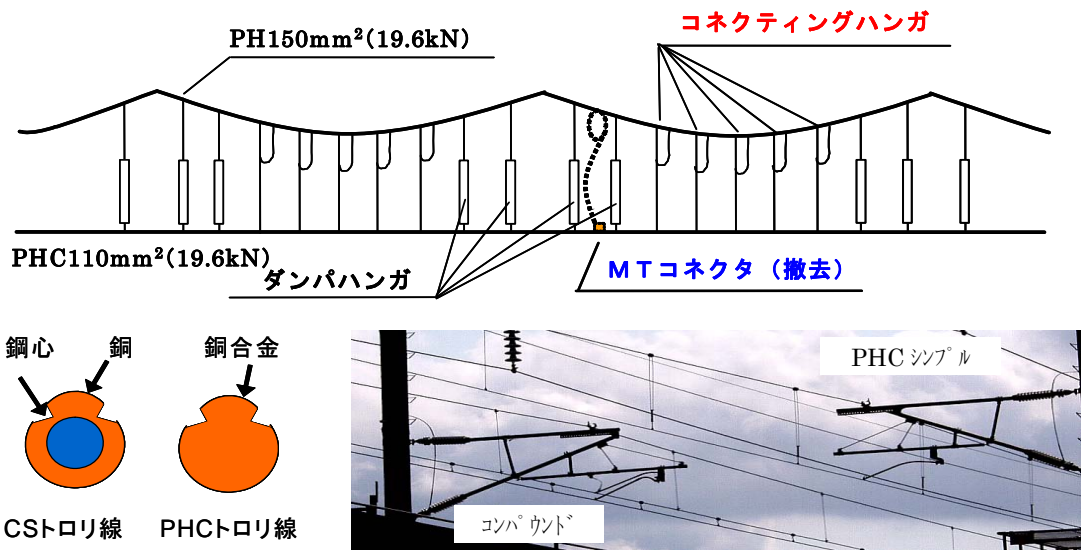 コネクティングハンガ
PH150mm²(19.6kN)
PHC110mm²(19.6kN)
ダンパハンガ
MTコネクタ（撤去）
鋼心
銅
銅合金
PHC ｼﾝﾌﾟﾙ
ｺﾝﾊﾟｳﾝﾄﾞ
CSトロリ線
PHCトロリ線